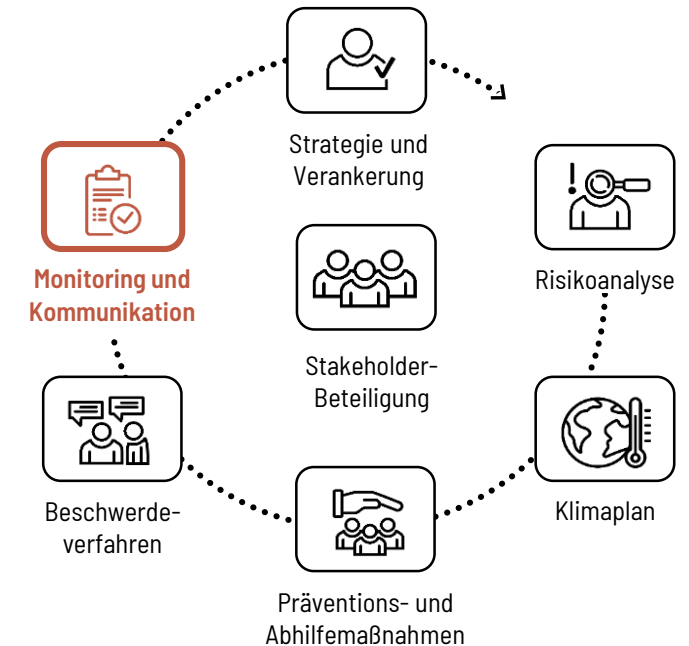 Strategie und
Verankerung
Monitoring und
Kommunikation
Risikoanalyse
Stakeholder-
Beteiligung
Beschwerde-
verfahren
Klimaplan
Präventions- und
Abhilfemaßnahmen